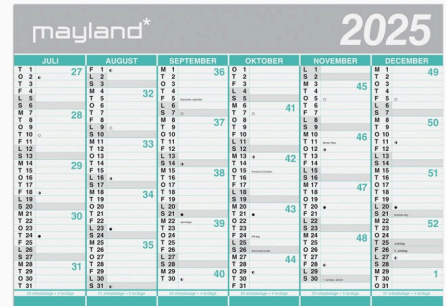 mayland* 2025
JULI
T 1 27
O 2
T 3
F 4
L 5
S 6
M 7 28
T 8
O 9
T 10
F 11
L 12
S 13
M 14 29
T 15
O 16
T 17
F 18
L 19
S 20
M 21 30
T 22
O 23
T 24
F 25
L 26
S 27
M 28 31
T 29
O 30
T 31
AUGUST
F 1
L 2
S 3
M 4 32
T 5
O 6
T 7
F 8
L 9
S 10
M 11 33
T 12
O 13
T 14
F 15
L 16
S 17
M 18 34
T 19
O 20
T 21
F 22
L 23
S 24
M 25 35
T 26
O 27
T 28
F 29
L 30
S 31
SEPTEMBER
M 1 36
T 2
O 3
T 4
F 5
L 6
S 7
M 8 37
T 9
O 10
T 11
F 12
L 13
S 14
M 15 38
T 16
O 17
T 18
F 19
L 20
S 21
M 22 39
T 23
O 24
T 25
F 26
L 27
S 28
M 29 40
T 30
OKTOBER
O 1
T 2
F 3
L 4
S 5
M 6 41
T 7
O 8
T 9
F 10
L 11
S 12
M 13 42
T 14
O 15
T 16
F 17
L 18
S 19
M 20 43
T 21
O 22
T 23
F 24
L 25
S 26
M 27 44
T 28
O 29
T 30
F 31
NOVEMBER
L 1
S 2
M 3 45
T 4
O 5
T 6
F 7
L 8
S 9
M 10 46
T 11
O 12
T 13
F 14
L 15
S 16
M 17 47
T 18
O 19
T 20
F 21
L 22
S 23
M 24 48
T 25
O 26
T 27
F 28
L 29
S 30
DECEMBER
M 1 49
T 2
O 3
T 4
F 5
L 6
S 7
M 8 50
T 9
O 10
T 11
F 12
L 13
S 14
M 15 51
T 16
O 17
T 18
F 19
L 20
S 21
M 22 52
T 23
O 24
T 25
F 26
L 27
S 28
M 29 1
T 30
O 31